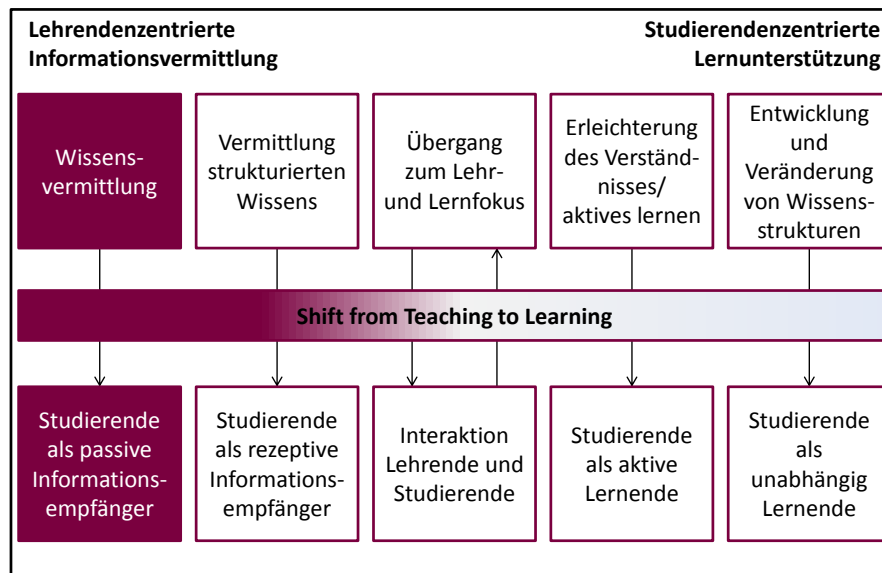 Lehrendenzentrierte
Informationsvermittlung
Studierendenzentrierte
Lernunterstützung
Wissens-
vermittlung
Vermittlung
strukturierten
Wissens
Übergang
zum Lehr-
und Lernfokus
Erleichterung
des Verständ-
nisses/
aktives lernen
Entwicklung
und
Veränderung
von Wissens-
strukturen
Shift from Teaching to Learning
Studierende
als passive
Informations-
empfänger
Studierende
als rezeptive
Informations-
empfänger
Interaktion
Lehrende und
Studierende
Studierende
als aktive
Lernende
Studierende
als
unabhängig
Lernende